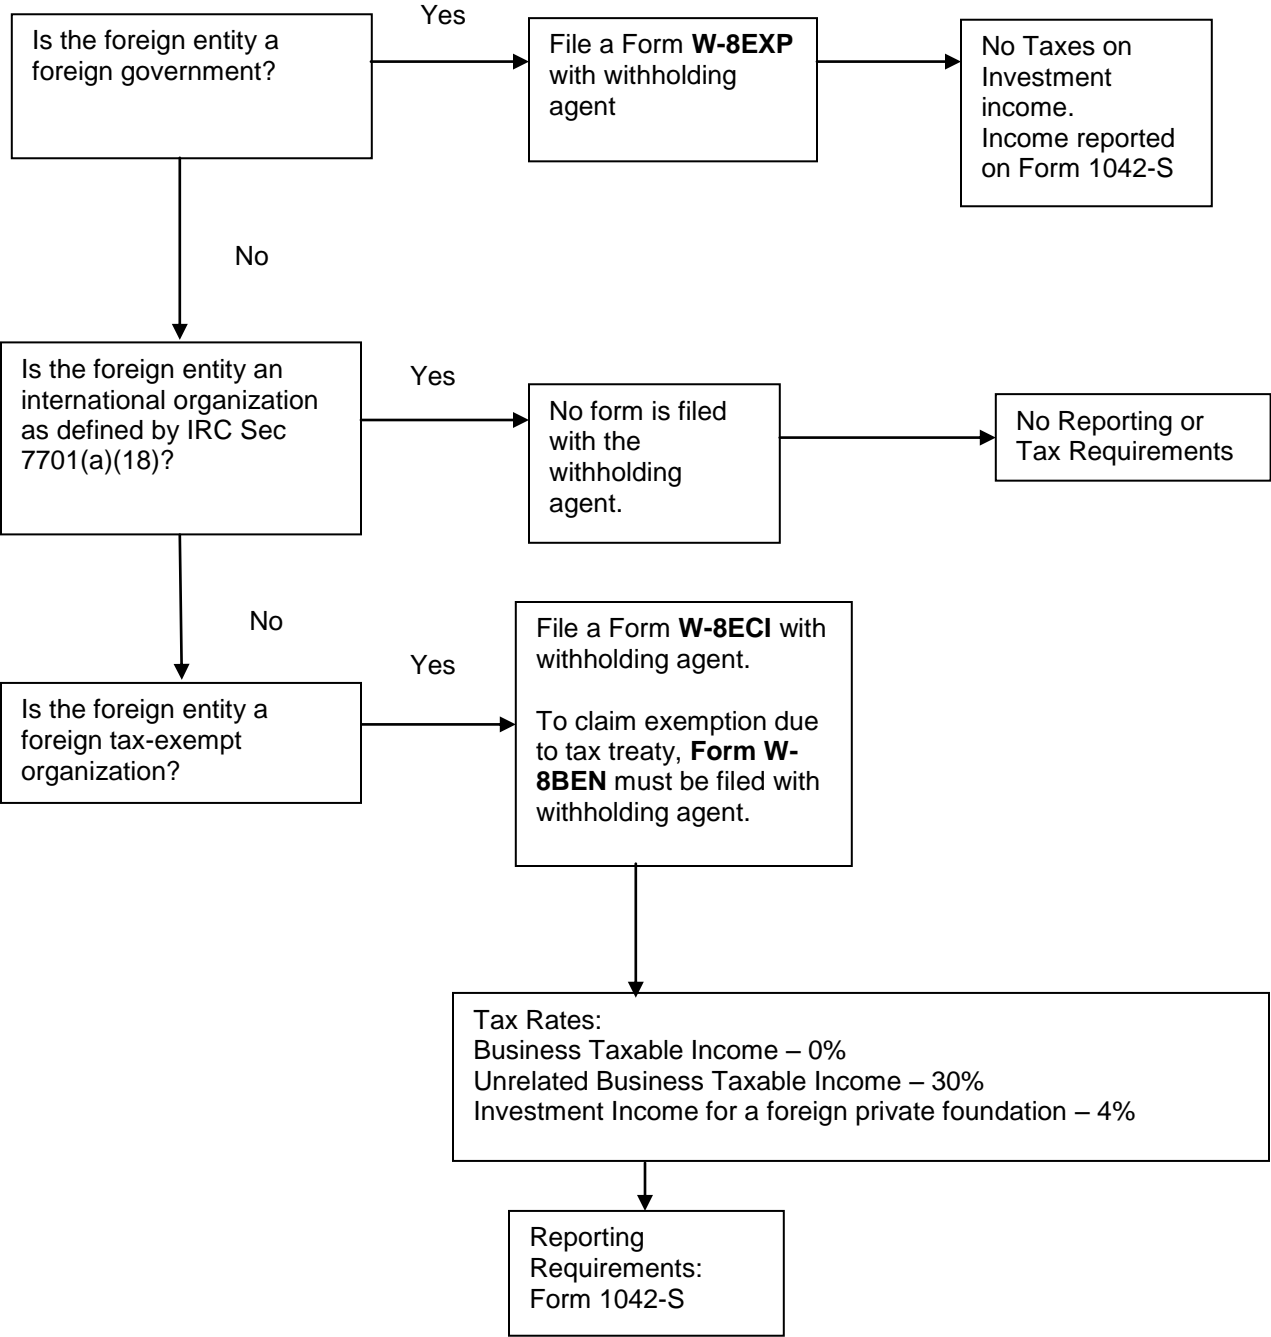 Yes
Is the foreign entity a
foreign government?
File a Form W-8EXP
with withholding
agent
No Taxes on
Investment
income.
Income reported
on Form 1042-S
No
Is the foreign entity an
international organization
as defined by IRC Sec
7701(a)(18)?
Yes
No form is filed
with the
withholding
agent.
No Reporting or
Tax Requirements
No
Is the foreign entity a
foreign tax-exempt
organization?
Yes
File a Form W-8ECI with
withholding agent.
To claim exemption due
to tax treaty, Form W-
8BEN must be filed with
withholding agent.
Tax Rates:
Business Taxable Income – 0%
Unrelated Business Taxable Income – 30%
Investment Income for a foreign private foundation – 4%
Reporting
Requirements:
Form 1042-S